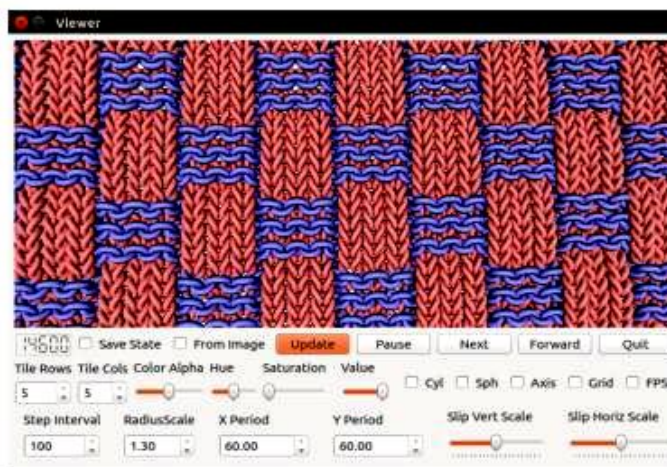 Viewer
14600 Save State From Image Update Pause Next Forward Quit
Tile Rows Tile Cols Color Alpha Hue Saturation Value
5 5 Cyl Sph Axis Grid FPS
Step Interval RadiusScale X Period Y Period Slip Vert Scale Slip Horiz Scale
100 1.30 60.00 60.00